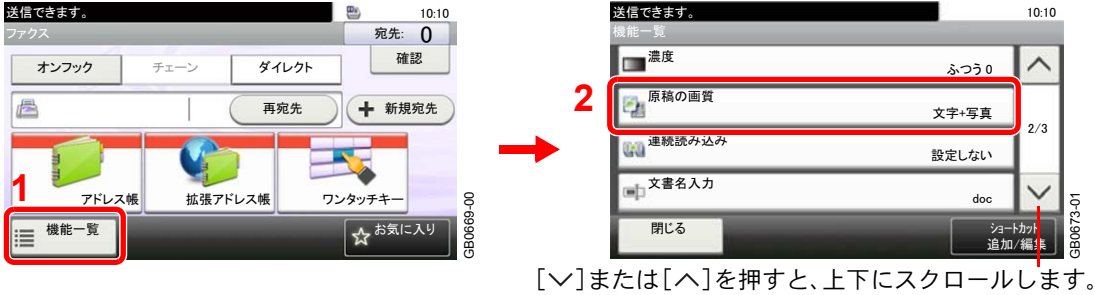 送信できます。
10:10
ファクス
宛先: 0
オンフック
チェーン
ダイレクト
確認
再宛先
+ 新規宛先
1
アドレス帳
拡張アドレス帳
ワンタッチキー
機能一覧
お気に入り
GB0669-00
送信できます。
10:10
機能一覧
濃度
ふつう 0
2
原稿の画質
文字+写真
2/3
連続読み込み
設定しない
文書名入力
doc
閉じる
ショートカット
追加/編集
GB0673-01
[∨]または[∧]を押すと、上下にスクロールします。